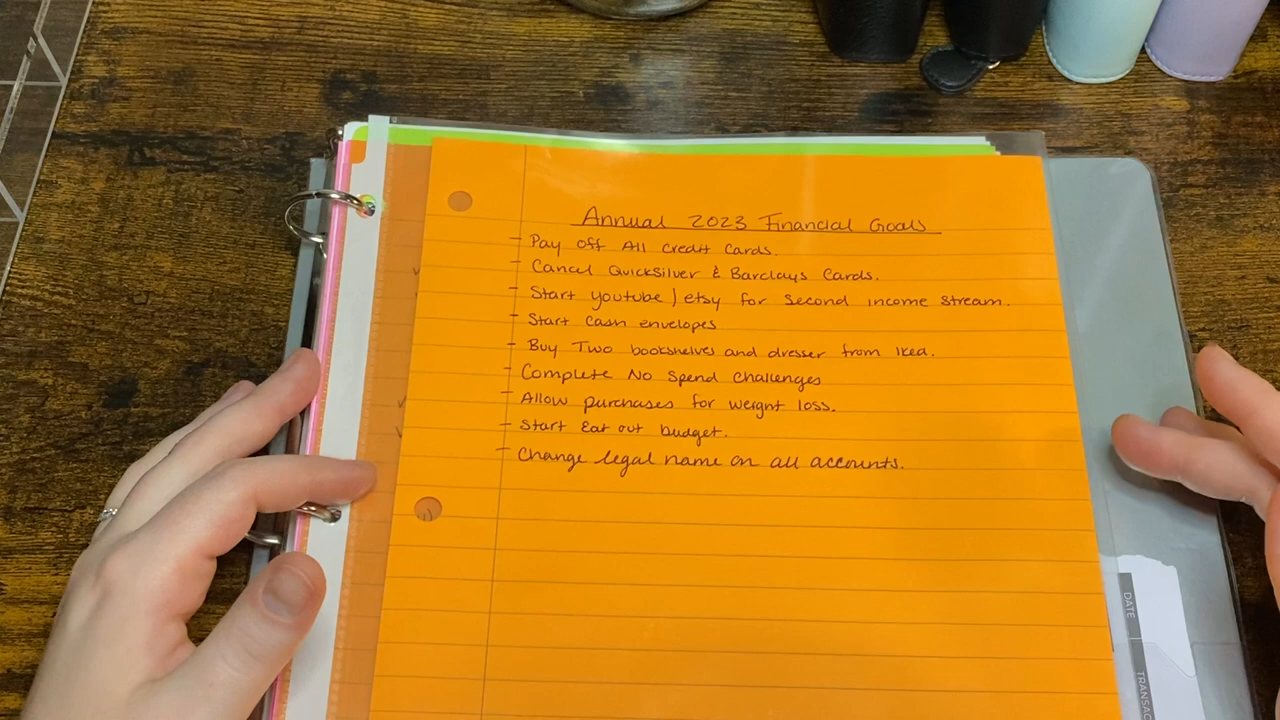 Annual 2023 Financial Goals
- Pay off All Credit Cards.
- Cancel Quicksilver & Barclays Cards.
- Start youtube / etsy for second income stream.
- Start Cash envelopes
- Buy Two bookshelves and dresser from Ikea.
- Complete No Spend Challenges
- Allow purchases for weight loss.
- Start Eat out budget.
- Change legal name on all accounts.
DATE
TRANSAC